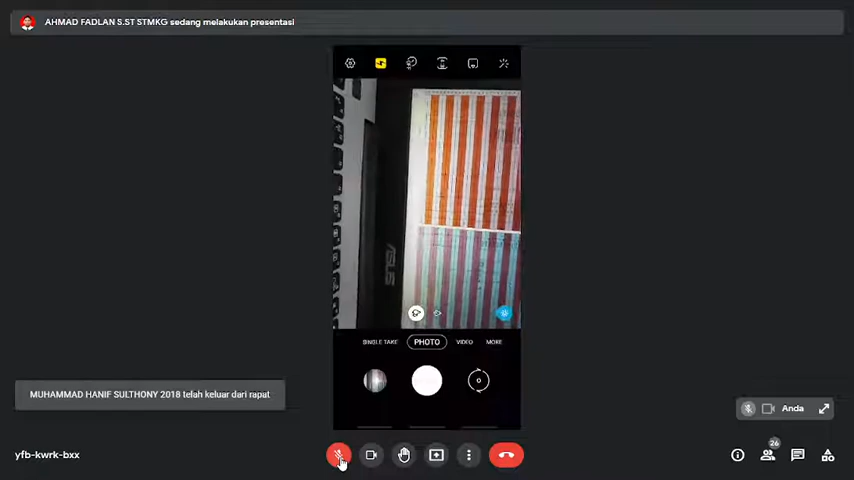 AHMAD FADLAN S.ST STMKG sedang melakukan presentasi
ASUS
SINGLE TAKE PHOTO VIDEO MORE
MUHAMMAD HANIF SULTHONY 2018 telah keluar dari rapat
Anda
26
yfb-kwrk-bxx